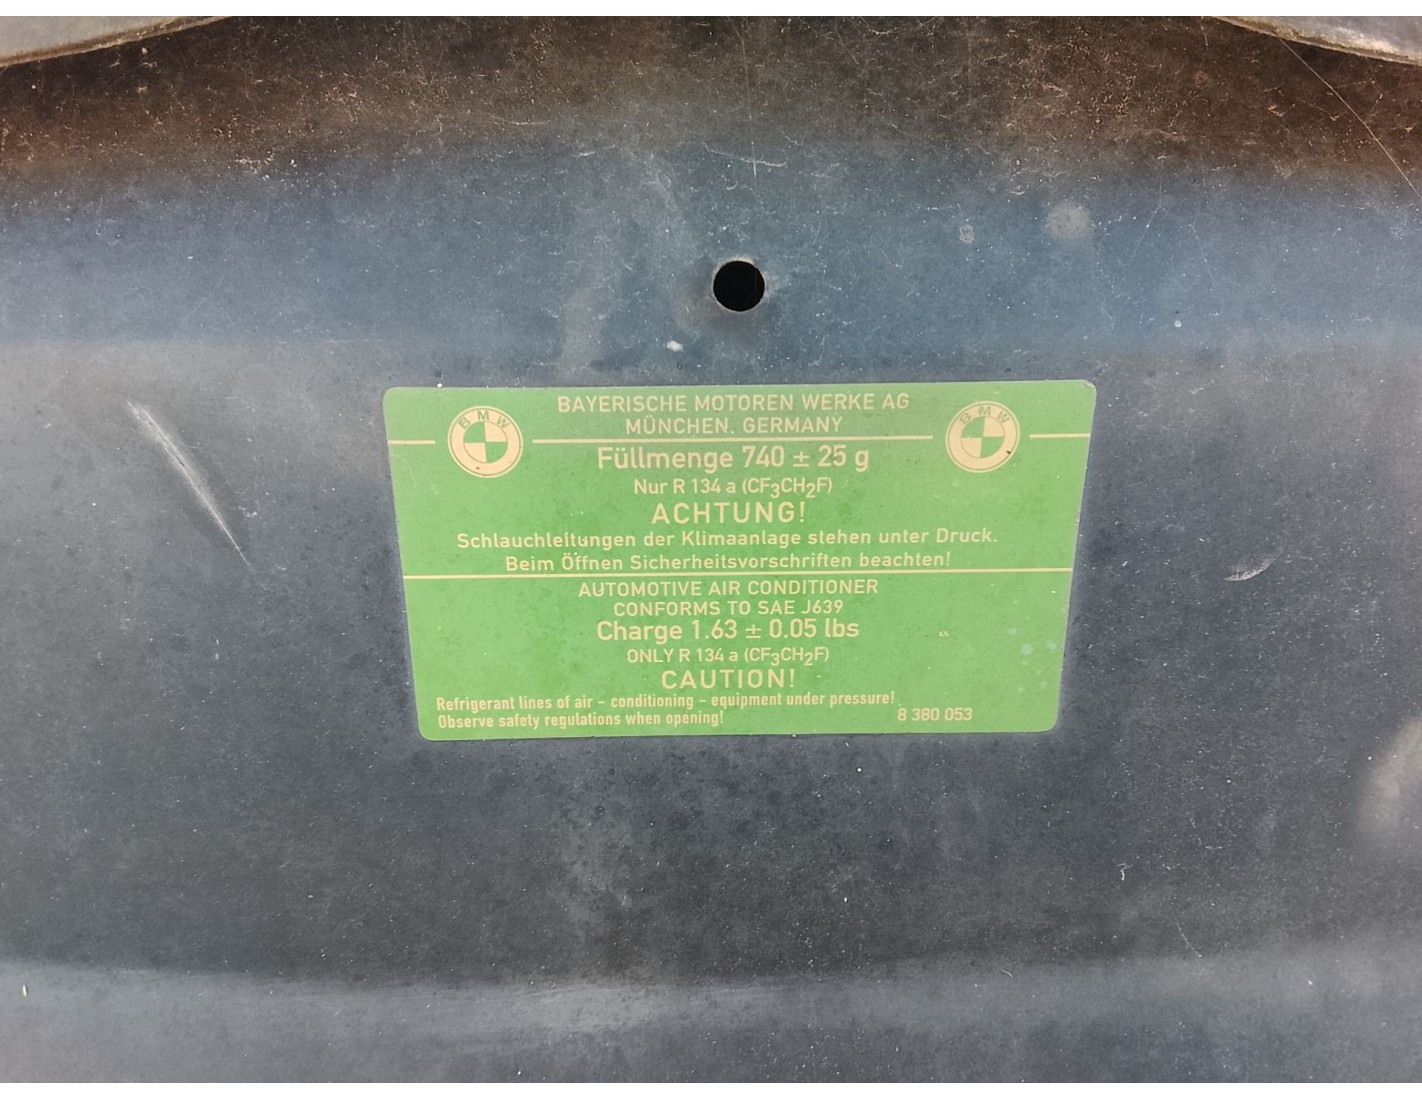 BAYERISCHE MOTOREN WERKE AG
MÜNCHEN, GERMANY
BMW
BMW
Füllmenge 740 ± 25 g
Nur R 134 a (CF₃CH₂F)
ACHTUNG!
Schlauchleitungen der Klimaanlage stehen unter Druck.
Beim Öffnen Sicherheitsvorschriften beachten!
AUTOMOTIVE AIR CONDITIONER
CONFORMS TO SAE J639
Charge 1.63 ± 0.05 lbs
ONLY R 134 a (CF₃CH₂F)
CAUTION!
Refrigerant lines of air - conditioning - equipment under pressure!
Observe safety regulations when opening!
8 380 053